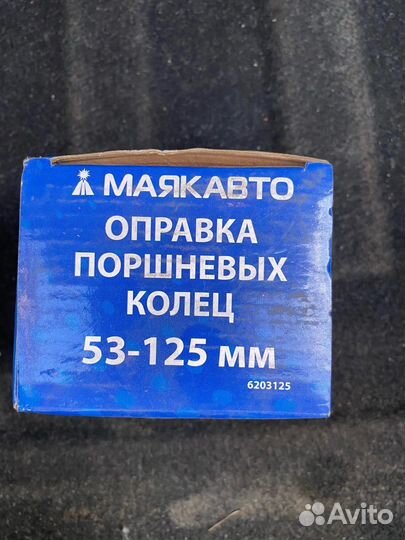 МАЯКАВТО
ОПРАВКА
ПОРШНЕВЫХ
КОЛЕЦ
53-125 мм
6203125
Avito